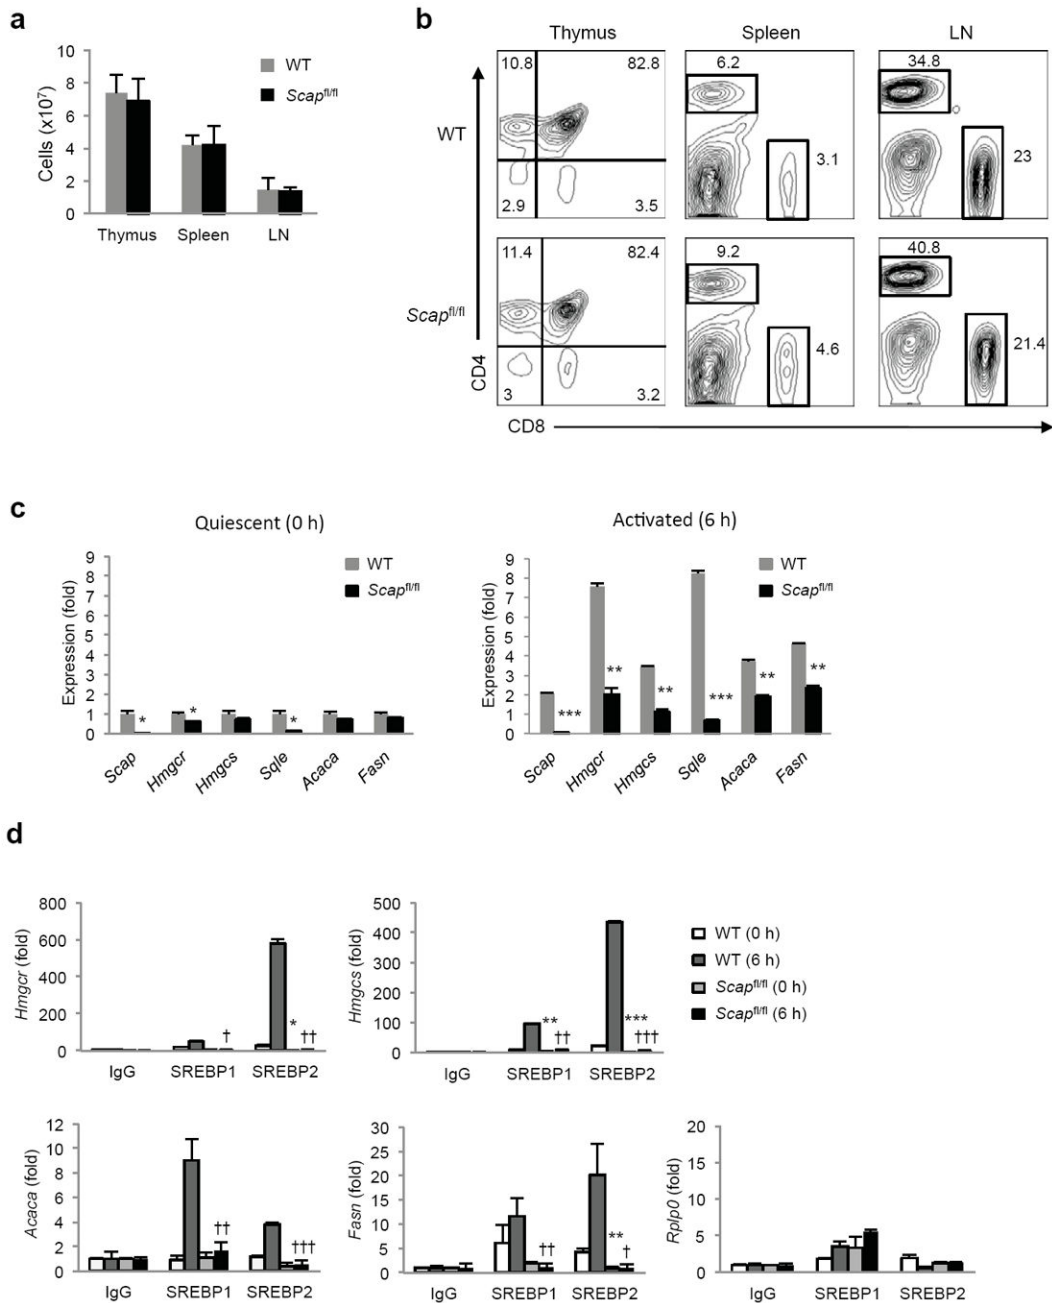 a
Cells (x10⁷)
10
8
6
4
2
0
WT
Scapfl/fl
Thymus Spleen LN
b
Thymus Spleen LN
WT
10.8 82.8
2.9 3.5
6.2
3.1
34.8
23
Scapfl/fl
11.4 82.4
3 3.2
9.2
4.6
40.8
21.4
CD4
CD8
c
Quiescent (0 h)
Expression (fold)
9
8
7
6
5
4
3
2
1
0
WT
Scapfl/fl
* * *
Scap Hmgcr Hmgcs Sqle Acaca Fasn
Activated (6 h)
Expression (fold)
9
8
7
6
5
4
3
2
1
0
WT
Scapfl/fl
*** ** ** *** ** **
Scap Hmgcr Hmgcs Sqle Acaca Fasn
d
Hmgcr (fold)
800
600
400
200
0
† * ††
IgG SREBP1 SREBP2
Hmgcs (fold)
500
400
300
200
100
0
** †† *** †††
IgG SREBP1 SREBP2
WT (0 h)
WT (6 h)
Scapfl/fl (0 h)
Scapfl/fl (6 h)
Acaca (fold)
12
10
8
6
4
2
0
†† †††
IgG SREBP1 SREBP2
Fasn (fold)
30
25
20
15
10
5
0
†† ** †
IgG SREBP1 SREBP2
Rplp0 (fold)
20
15
10
5
0
IgG SREBP1 SREBP2